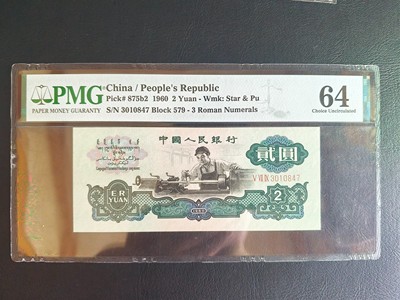 PMG
PAPER MONEY GUARANTY
China / People's Republic
Pick# 875b2 1960 2 Yuan - Wmk: Star & Pu
S/N 3010847 Block 579 - 3 Roman Numerals
64
Choice Uncirculated
中國人民銀行
貳圓
3010847
ER
YUAN
2